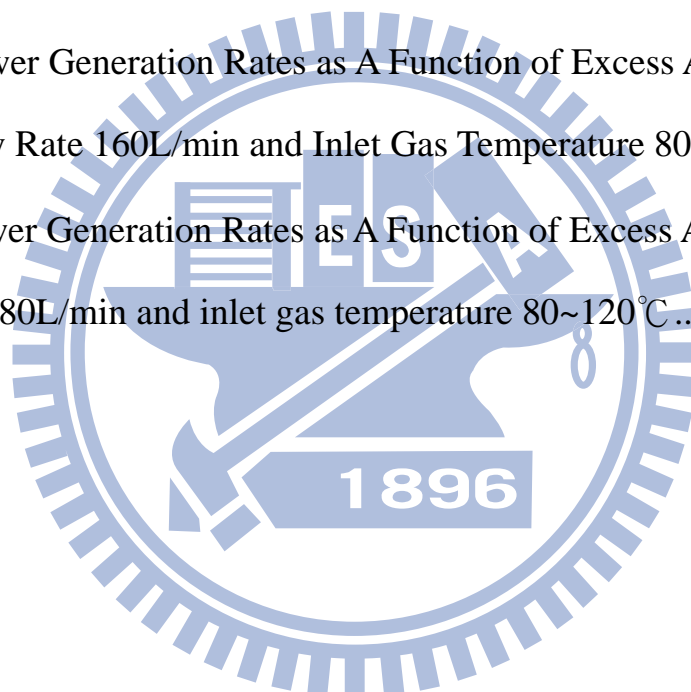 ver Generation Rates as A Function of Excess A
Rate 160L/min and Inlet Gas Temperature 80
ver Generation Rates as A Function of Excess A
80L/min and inlet gas temperature 80~120℃..
ES
1896